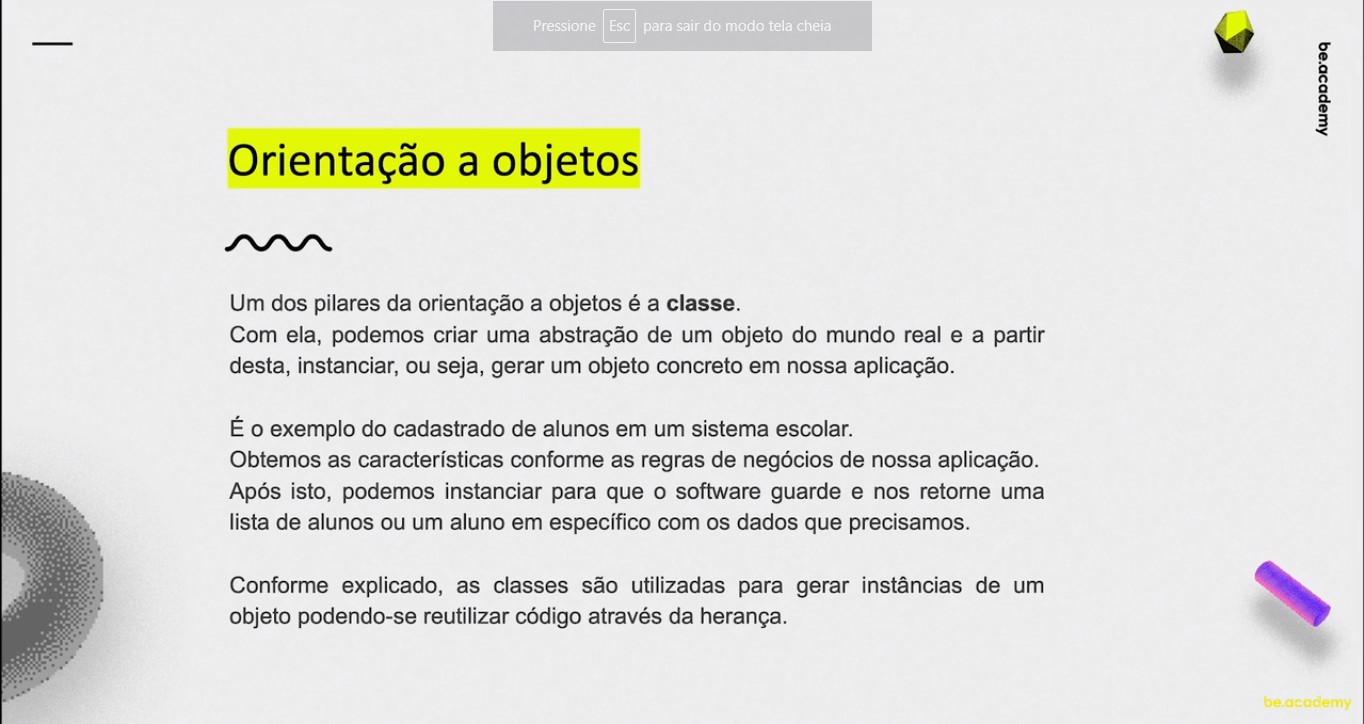 Pressione Esc para sair do modo tela cheia
be.academy
Orientação a objetos
Um dos pilares da orientação a objetos é a classe.
Com ela, podemos criar uma abstração de um objeto do mundo real e a partir
desta, instanciar, ou seja, gerar um objeto concreto em nossa aplicação.
É o exemplo do cadastrado de alunos em um sistema escolar.
Obtemos as características conforme as regras de negócios de nossa aplicação.
Após isto, podemos instanciar para que o software guarde e nos retorne uma
lista de alunos ou um aluno em específico com os dados que precisamos.
Conforme explicado, as classes são utilizadas para gerar instâncias de um
objeto podendo-se reutilizar código através da herança.
be.academy